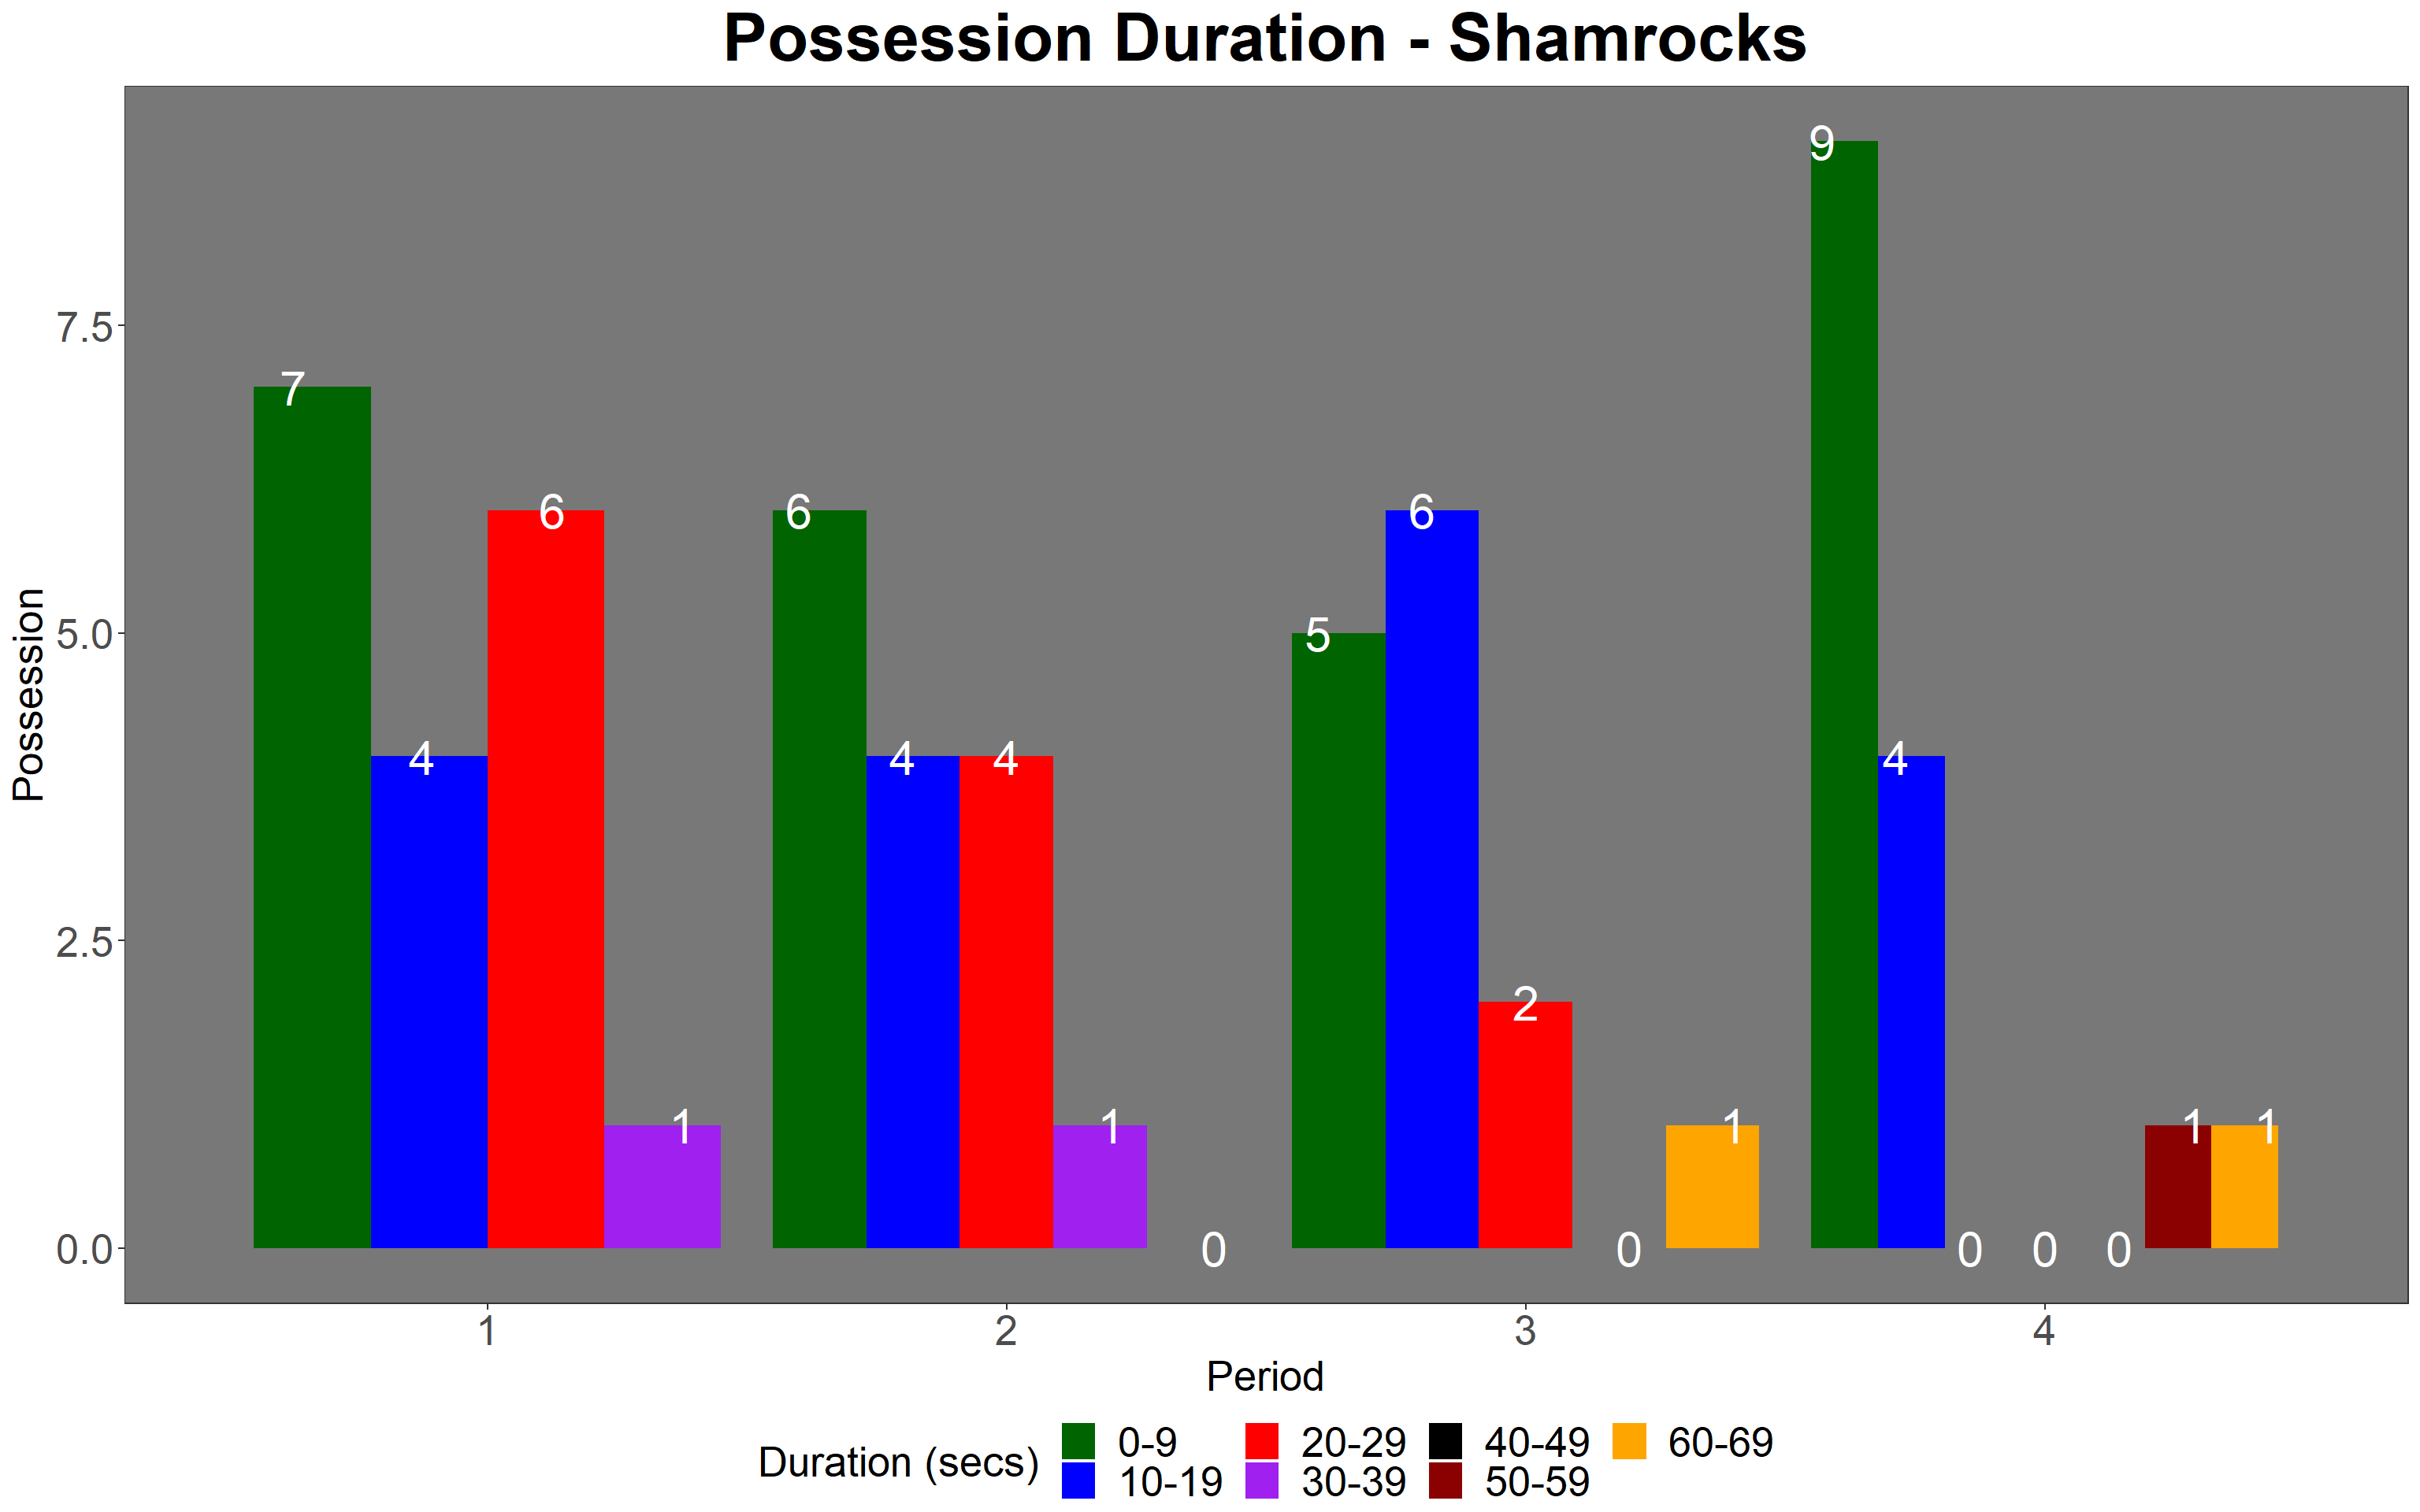 Possession Duration - Shamrocks
9
7.5
7
6 6 6
5.0
5
Possession
4 4 4 4
2.5
2
1 1 1 1 1
0.0
0 0 0 0 0
1 2 3 4
Period
Duration (secs)
0-9 20-29 40-49 60-69
10-19 30-39 50-59